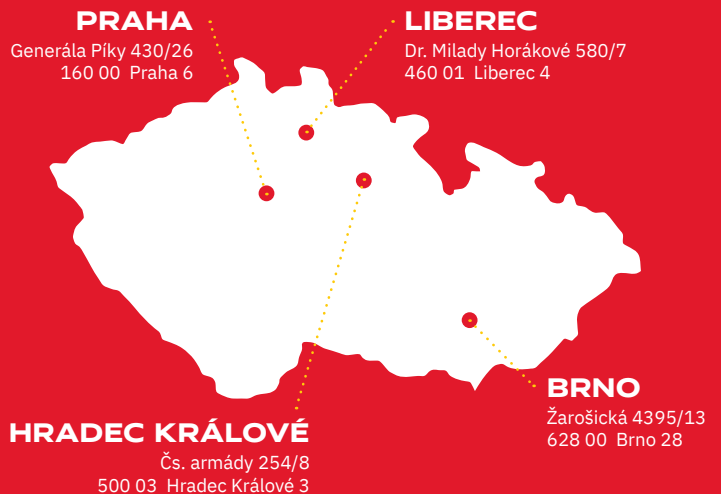 PRAHA
Generála Píky 430/26
160 00 Praha 6
LIBEREC
Dr. Milady Horákové 580/7
460 01 Liberec 4
HRADEC KRÁLOVÉ
Čs. armády 254/8
500 03 Hradec Králové 3
BRNO
Žarošická 4395/13
628 00 Brno 28